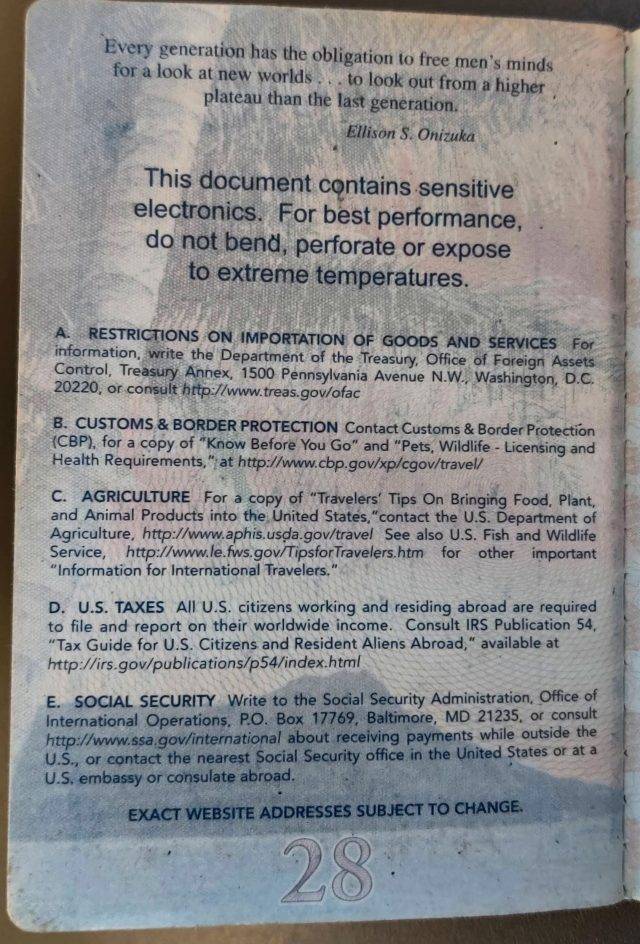 Every generation has the obligation to free men's minds
for a look at new worlds . . . to look out from a higher
plateau than the last generation.
Ellison S. Onizuka
This document contains sensitive
electronics. For best performance,
do not bend, perforate or expose
to extreme temperatures.
A. RESTRICTIONS ON IMPORTATION OF GOODS AND SERVICES For
information, write the Department of the Treasury, Office of Foreign Assets
Control, Treasury Annex, 1500 Pennsylvania Avenue N.W., Washington, D.C.
20220, or consult http://www.treas.gov/ofac
B. CUSTOMS & BORDER PROTECTION Contact Customs & Border Protection
(CBP), for a copy of "Know Before You Go" and "Pets, Wildlife - Licensing and
Health Requirements," at http://www.cbp.gov/xp/cgov/travel/
C. AGRICULTURE For a copy of "Travelers' Tips On Bringing Food, Plant,
and Animal Products into the United States,"contact the U.S. Department of
Agriculture, http://www.aphis.usda.gov/travel See also U.S. Fish and Wildlife
Service, http://www.le.fws.gov/TipsforTravelers.htm for other important
"Information for International Travelers."
D. U.S. TAXES All U.S. citizens working and residing abroad are required
to file and report on their worldwide income. Consult IRS Publication 54,
"Tax Guide for U.S. Citizens and Resident Aliens Abroad," available at
http://irs.gov/publications/p54/index.html
E. SOCIAL SECURITY Write to the Social Security Administration, Office of
International Operations, P.O. Box 17769, Baltimore, MD 21235, or consult
http://www.ssa.gov/international about receiving payments while outside the
U.S., or contact the nearest Social Security office in the United States or at a
U.S. embassy or consulate abroad.
EXACT WEBSITE ADDRESSES SUBJECT TO CHANGE.
28